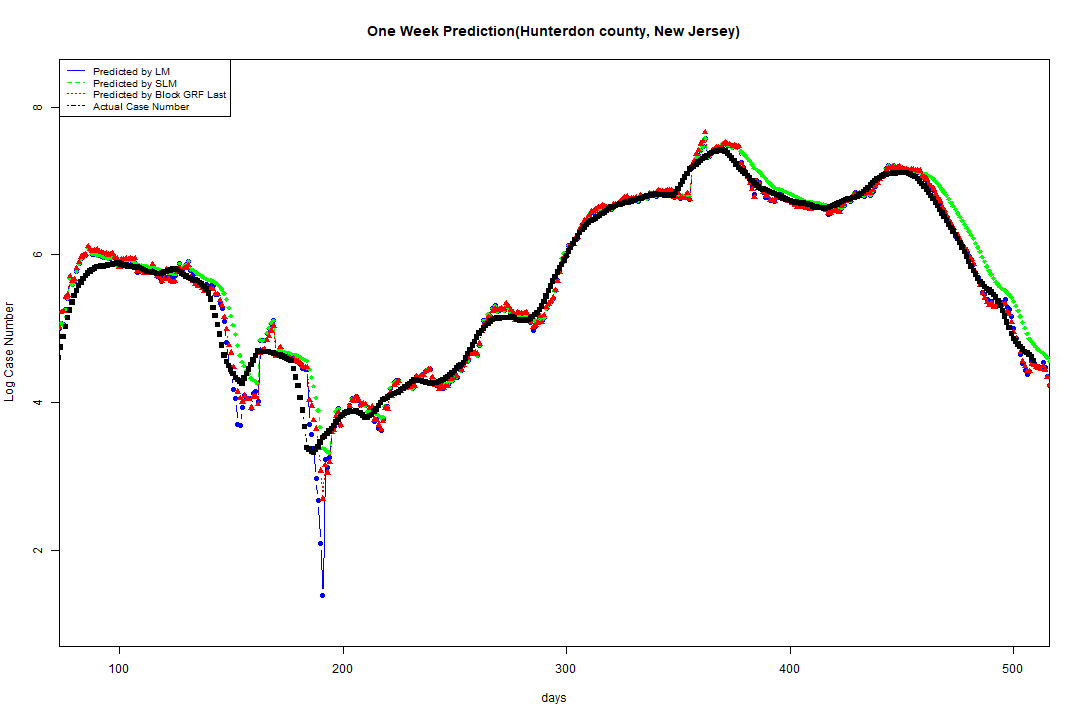 One Week Prediction(Hunterdon county, New Jersey)
Predicted by LM
Predicted by SLM
Predicted by Block GRF Last
Actual Case Number
8
6
4
2
Log Case Number
100 200 300 400 500
days